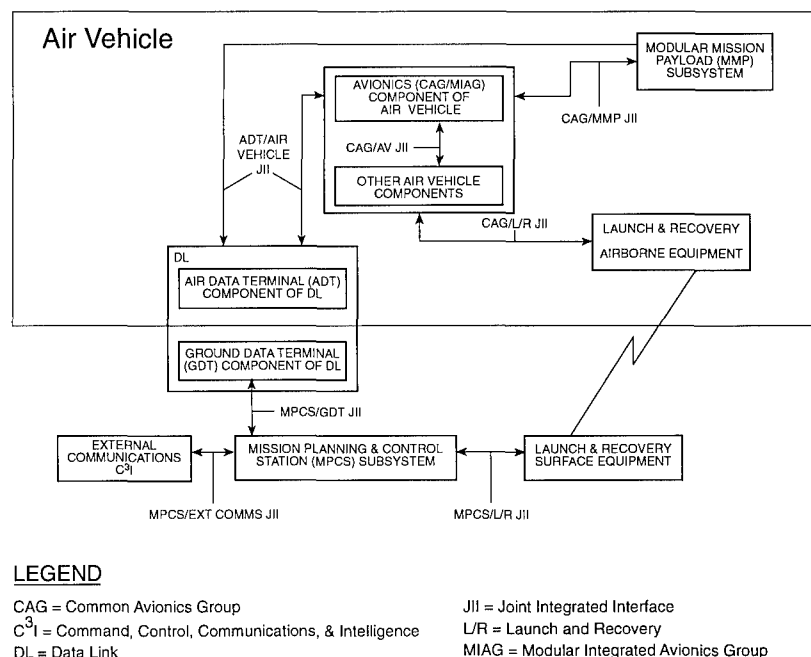 Air Vehicle
MODULAR MISSION
PAYLOAD (MMP)
SUBSYSTEM
AVIONICS (CAG/MIAG)
COMPONENT OF
AIR VEHICLE
CAG/MMP JII
ADT/AIR
VEHICLE
JII
CAG/AV JII
OTHER AIR VEHICLE
COMPONENTS
CAG/L/R JII
LAUNCH & RECOVERY
AIRBORNE EQUIPMENT
DL
AIR DATA TERMINAL (ADT)
COMPONENT OF DL
GROUND DATA TERMINAL
(GDT) COMPONENT OF DL
MPCS/GDT JII
EXTERNAL
COMMUNICATIONS
C³I
MISSION PLANNING & CONTROL
STATION (MPCS) SUBSYSTEM
LAUNCH & RECOVERY
SURFACE EQUIPMENT
MPCS/EXT COMMS JII
MPCS/L/R JII
LEGEND
CAG = Common Avionics Group
C³I = Command, Control, Communications, & Intelligence
DL = Data Link
JII = Joint Integrated Interface
L/R = Launch and Recovery
MIAG = Modular Integrated Avionics Group